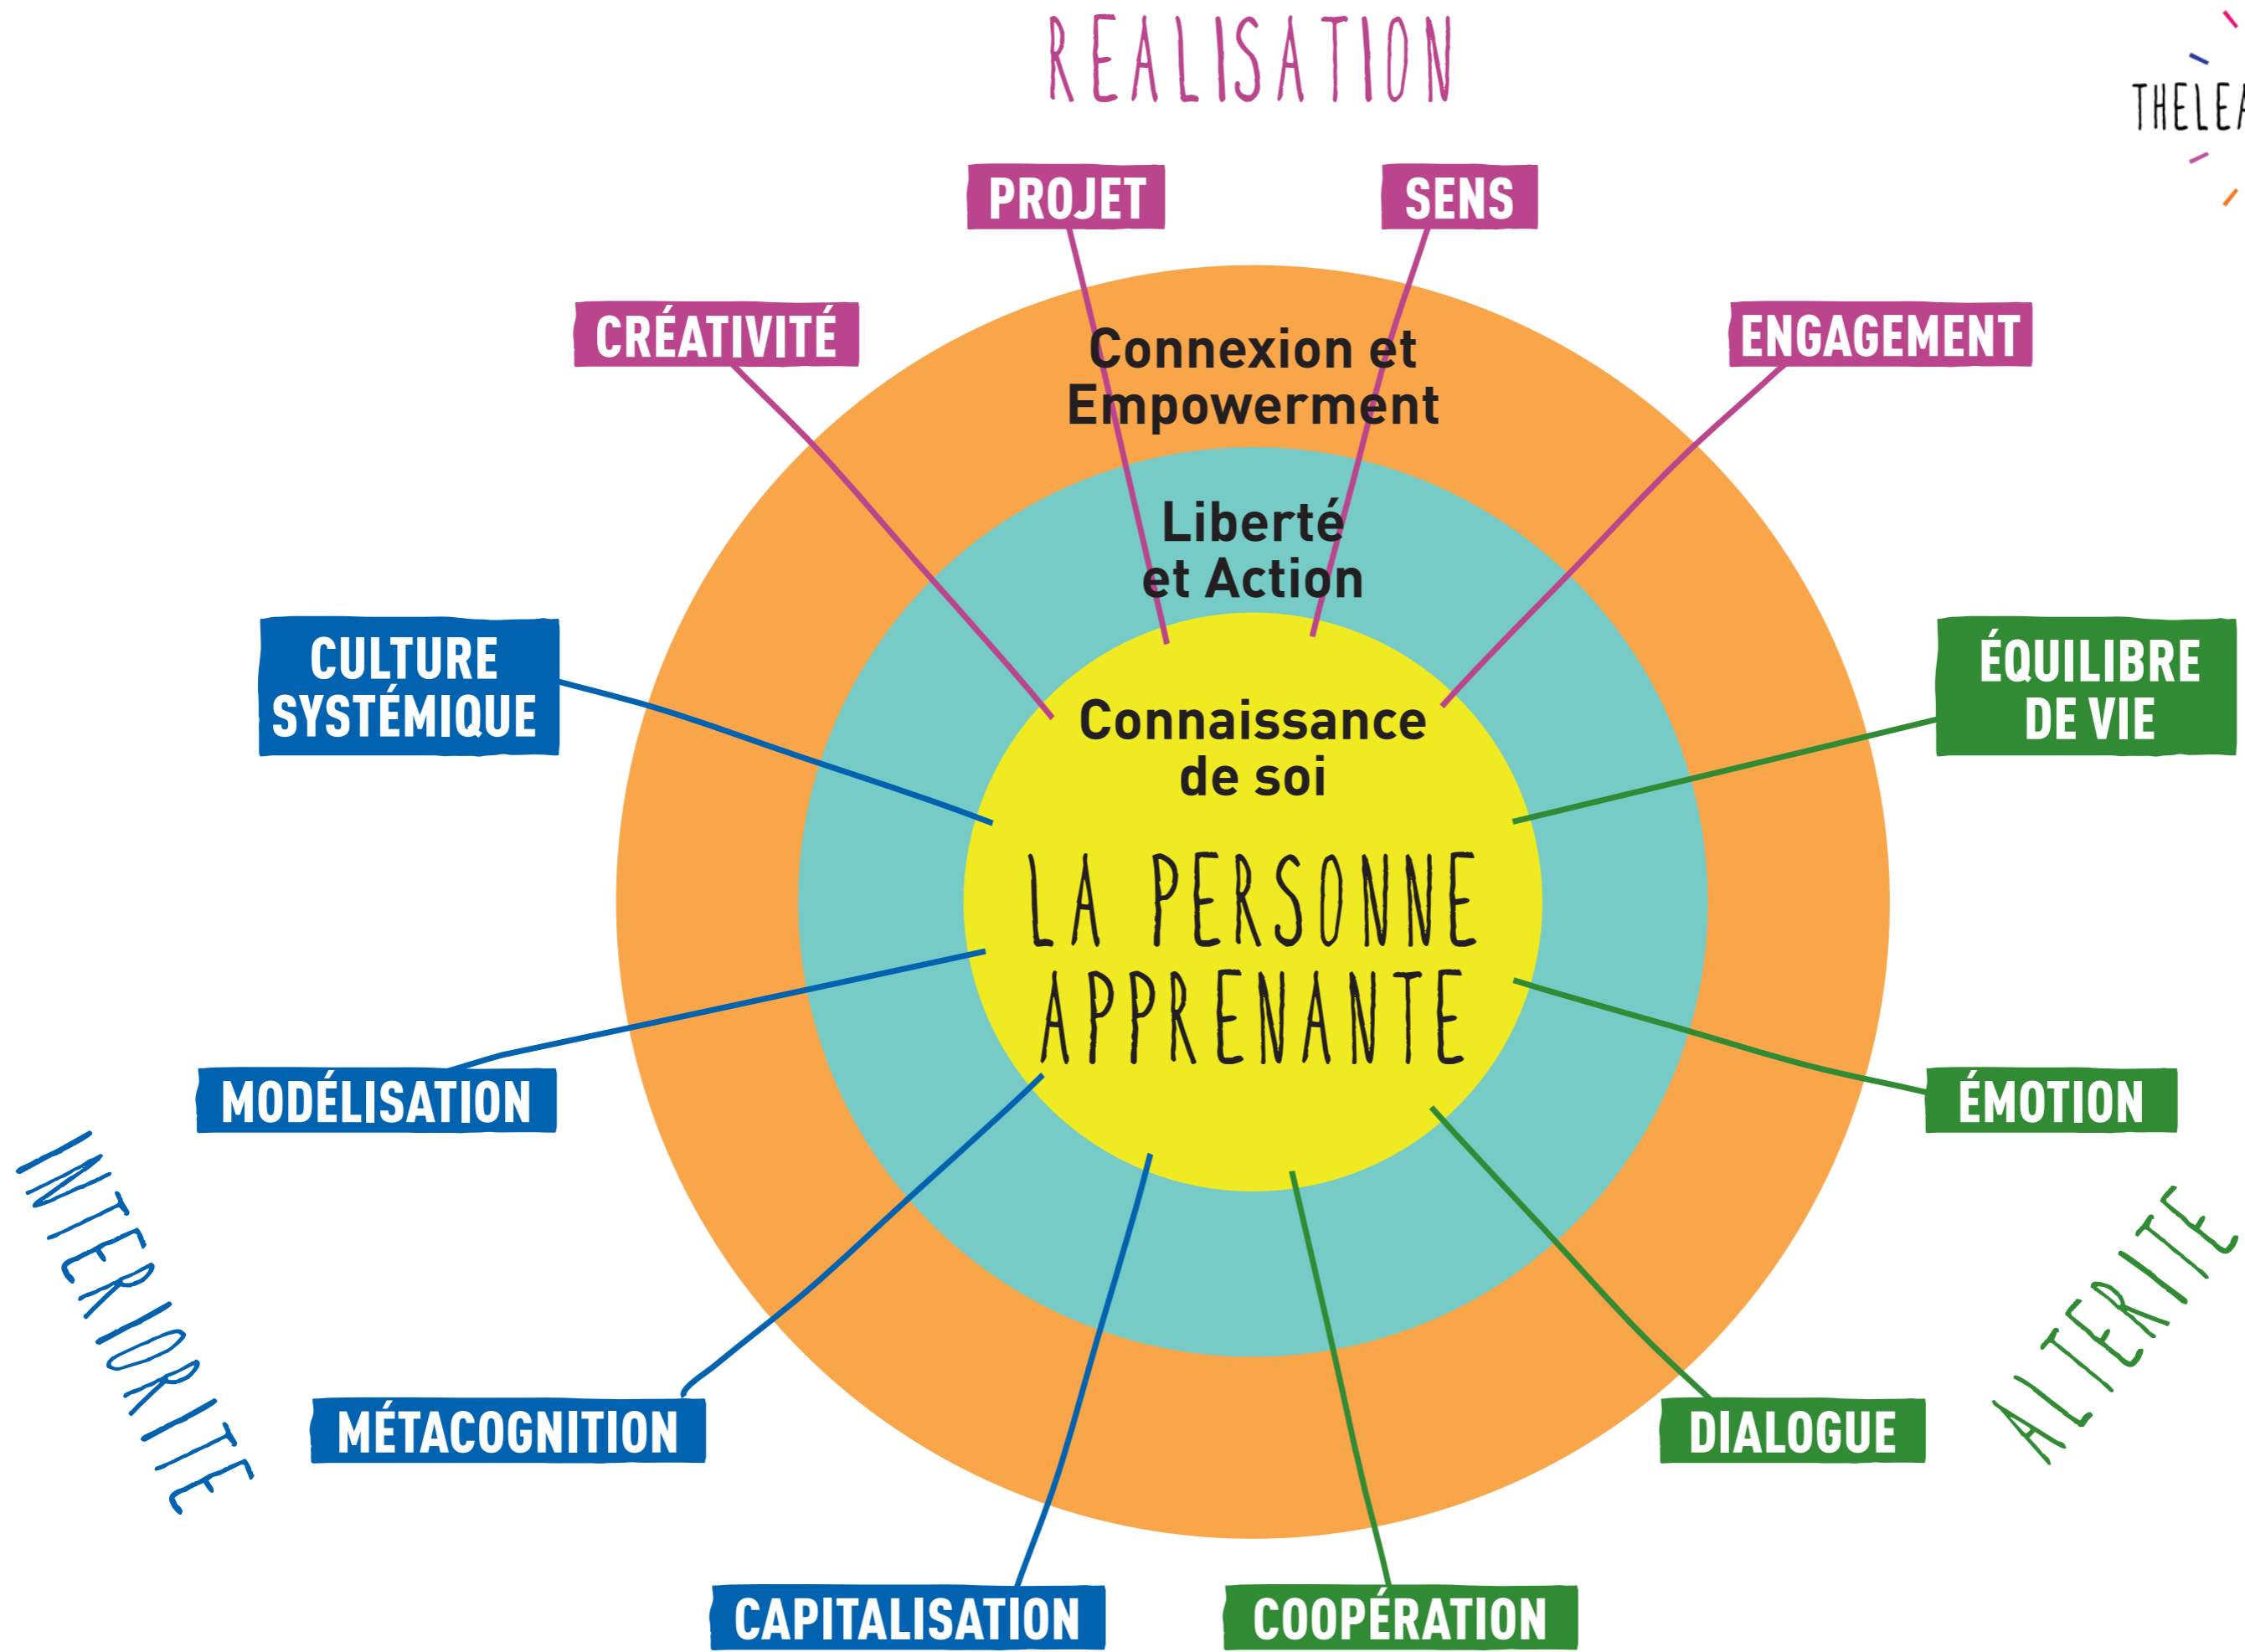 REALISATION
PROJET
SENS
CRÉATIVITÉ
ENGAGEMENT
Connexion et
Empowerment
Liberté
et Action
CULTURE
SYSTÉMIQUE
ÉQUILIBRE
DE VIE
Connaissance
de soi
LA PERSONNE
APPRENANTE
MODÉLISATION
ÉMOTION
INTERIORITE
ALTERITE
MÉTACOGNITION
DIALOGUE
CAPITALISATION
COOPÉRATION